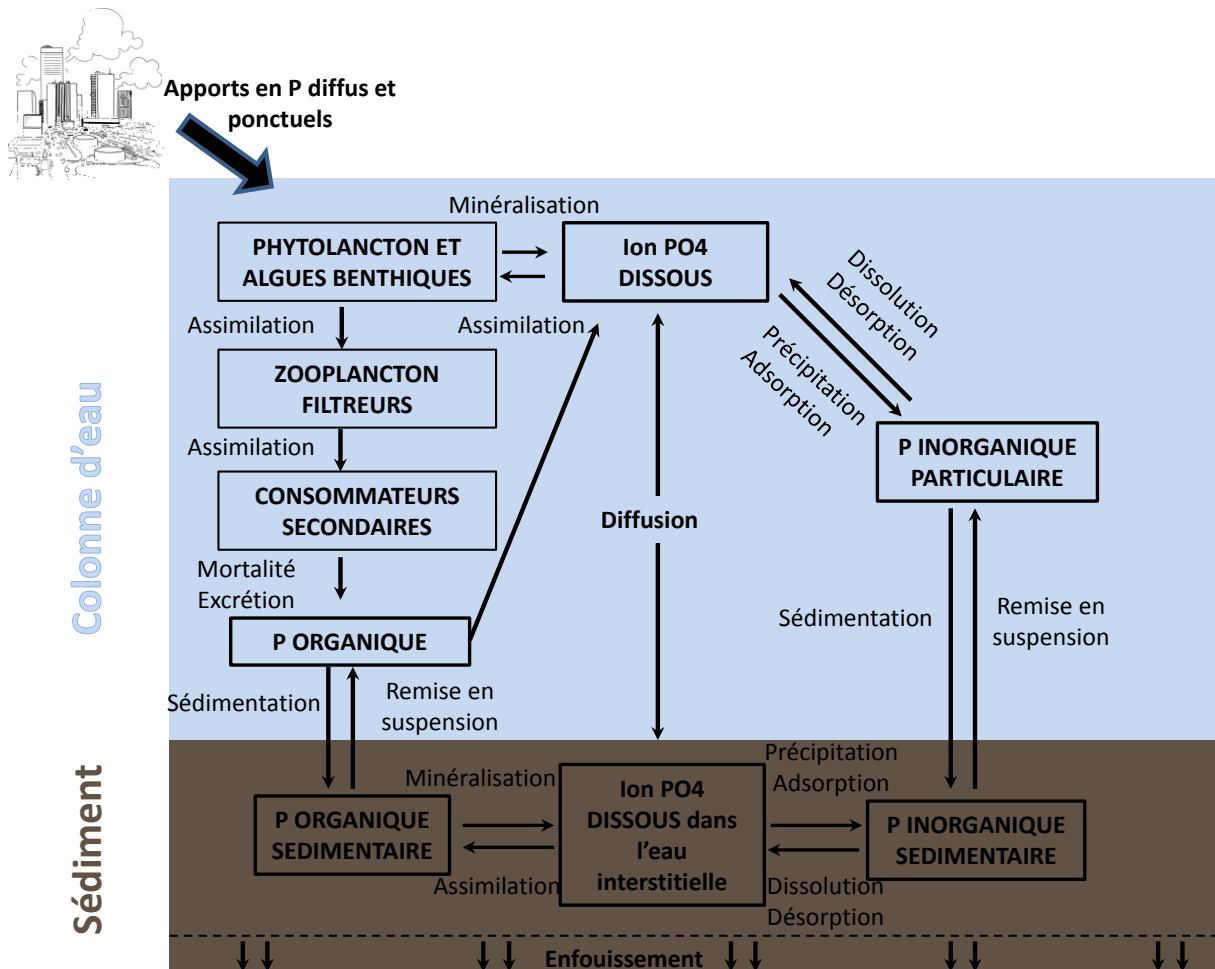 Apports en P diffus et
ponctuels
Minéralisation
PHYTOLANCTON ET
ALGUES BENTHIQUES
Ion PO4
DISSOUS
Dissolution
Désorption
Assimilation
Assimilation
Précipitation
Adsorption
ZOOPLANCTON
FILTREURS
Assimilation
P INORGANIQUE
PARTICULAIRE
CONSOMMATEURS
SECONDAIRES
Diffusion
Mortalité
Excrétion
P ORGANIQUE
Sédimentation
Remise en
suspension
Sédimentation
Remise en
suspension
Colonne d'eau
Sédiment
Minéralisation
Précipitation
Adsorption
P ORGANIQUE
SEDIMENTAIRE
Ion PO4
DISSOUS dans
l'eau
interstitielle
P INORGANIQUE
SEDIMENTAIRE
Assimilation
Dissolution
Désorption
Enfouissement